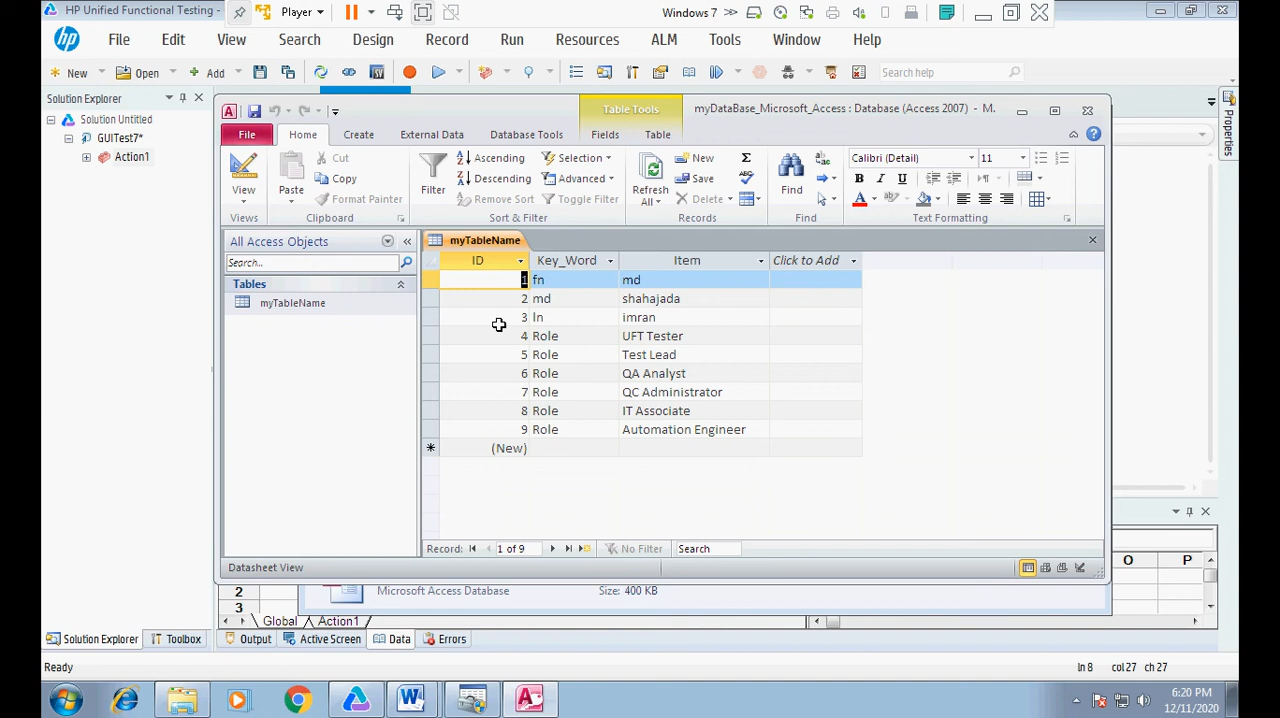 HP Unified Functional Testing -
Player
Windows 7
File Edit View Search Design Record Run Resources ALM Tools Window Help
New Open Add Search help
Solution Explorer
Solution Untitled
GUITest7*
Action1
Properties
Table Tools
myDataBase_Microsoft_Access : Database (Access 2007) - M.
File Home Create External Data Database Tools Fields Table
View
Views
Paste
Cut
Copy
Format Painter
Clipboard
Filter
Ascending
Descending
Remove Sort
Selection
Advanced
Toggle Filter
Sort & Filter
Refresh
All
New
Save
Delete
Records
Find
Find
Calibri (Detail) 11
B I U
Text Formatting
All Access Objects
Search...
Tables
myTableName
myTableName
ID Key_Word Item Click to Add
1 fn md
2 md shahajada
3 ln imran
4 Role UFT Tester
5 Role Test Lead
6 Role QA Analyst
7 Role QC Administrator
8 Role IT Associate
9 Role Automation Engineer
(New)
Record: 1 of 9 No Filter Search
Datasheet View
Microsoft Access Database Size: 400 KB
O P
2
3
Global Action1
Solution Explorer Toolbox Output Active Screen Data Errors
Ready Ln 8 col 27 ch 27
6:20 PM
12/11/2020